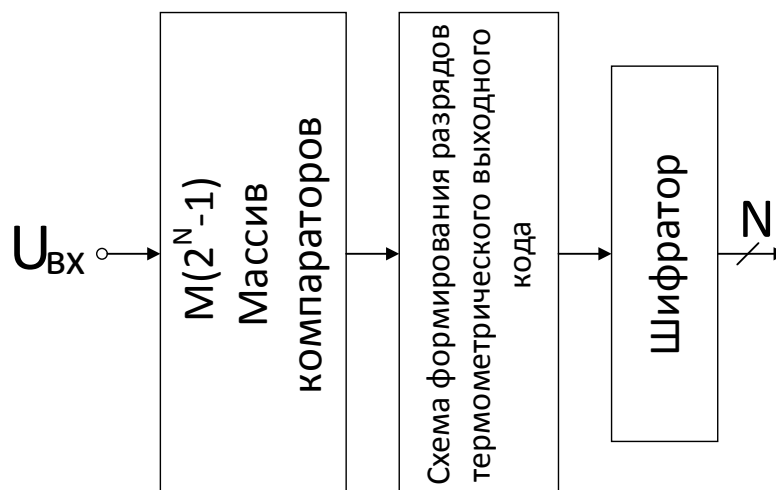 U_ВХ
M(2^N-1)
Массив
компараторов
Схема формирования разрядов
термометрического выходного
кода
Шифратор
N